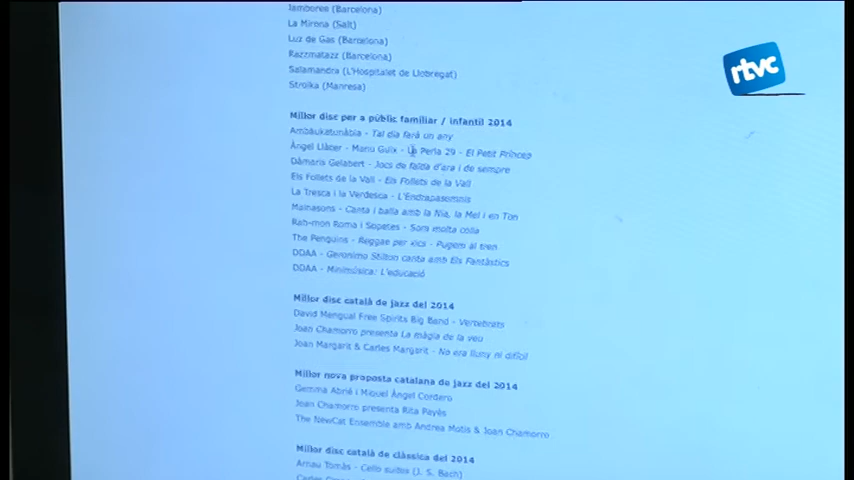 Jamboree (Barcelona)
La Mirona (Salt)
Luz de Gas (Barcelona)
Razzmatazz (Barcelona)
Salamandra (L'Hospitalet de Llobregat)
Stroika (Manresa)
rtvc
Millor disc per a públic familiar / infantil 2014
Ambäukatunàbia - Tal dia farà un any
Àngel Llàcer - Manu Guix - La Perla 29 - El Petit Príncep
Dàmaris Gelabert - Jocs de falda d'ara i de sempre
Els Follets de la Vall - Els Follets de la Vall
La Tresca i la Verdesca - L'Endrapasomnis
Mainasons - Canta i balla amb la Nia, la Mel i en Ton
Rah-mon Roma i Sopetes - Som molta colla
The Penguins - Reggae per xics - Pugem al tren
DDAA - Geronimo Stilton canta amb Els Fantàstics
DDAA - Minimúsica: L'educació
Millor disc català de jazz del 2014
David Mengual Free Spirits Big Band - Vertebrats
Joan Chamorro presenta La màgia de la veu
Joan Margarit & Carles Margarit - No era lluny ni difícil
Millor nova proposta catalana de jazz del 2014
Gemma Abrié i Miquel Àngel Cordero
Joan Chamorro presenta Rita Payés
The NewCat Ensemble amb Andrea Motis & Joan Chamorro
Millor disc català de clàssica del 2014
Arnau Tomàs - Cello suites (J. S. Bach)